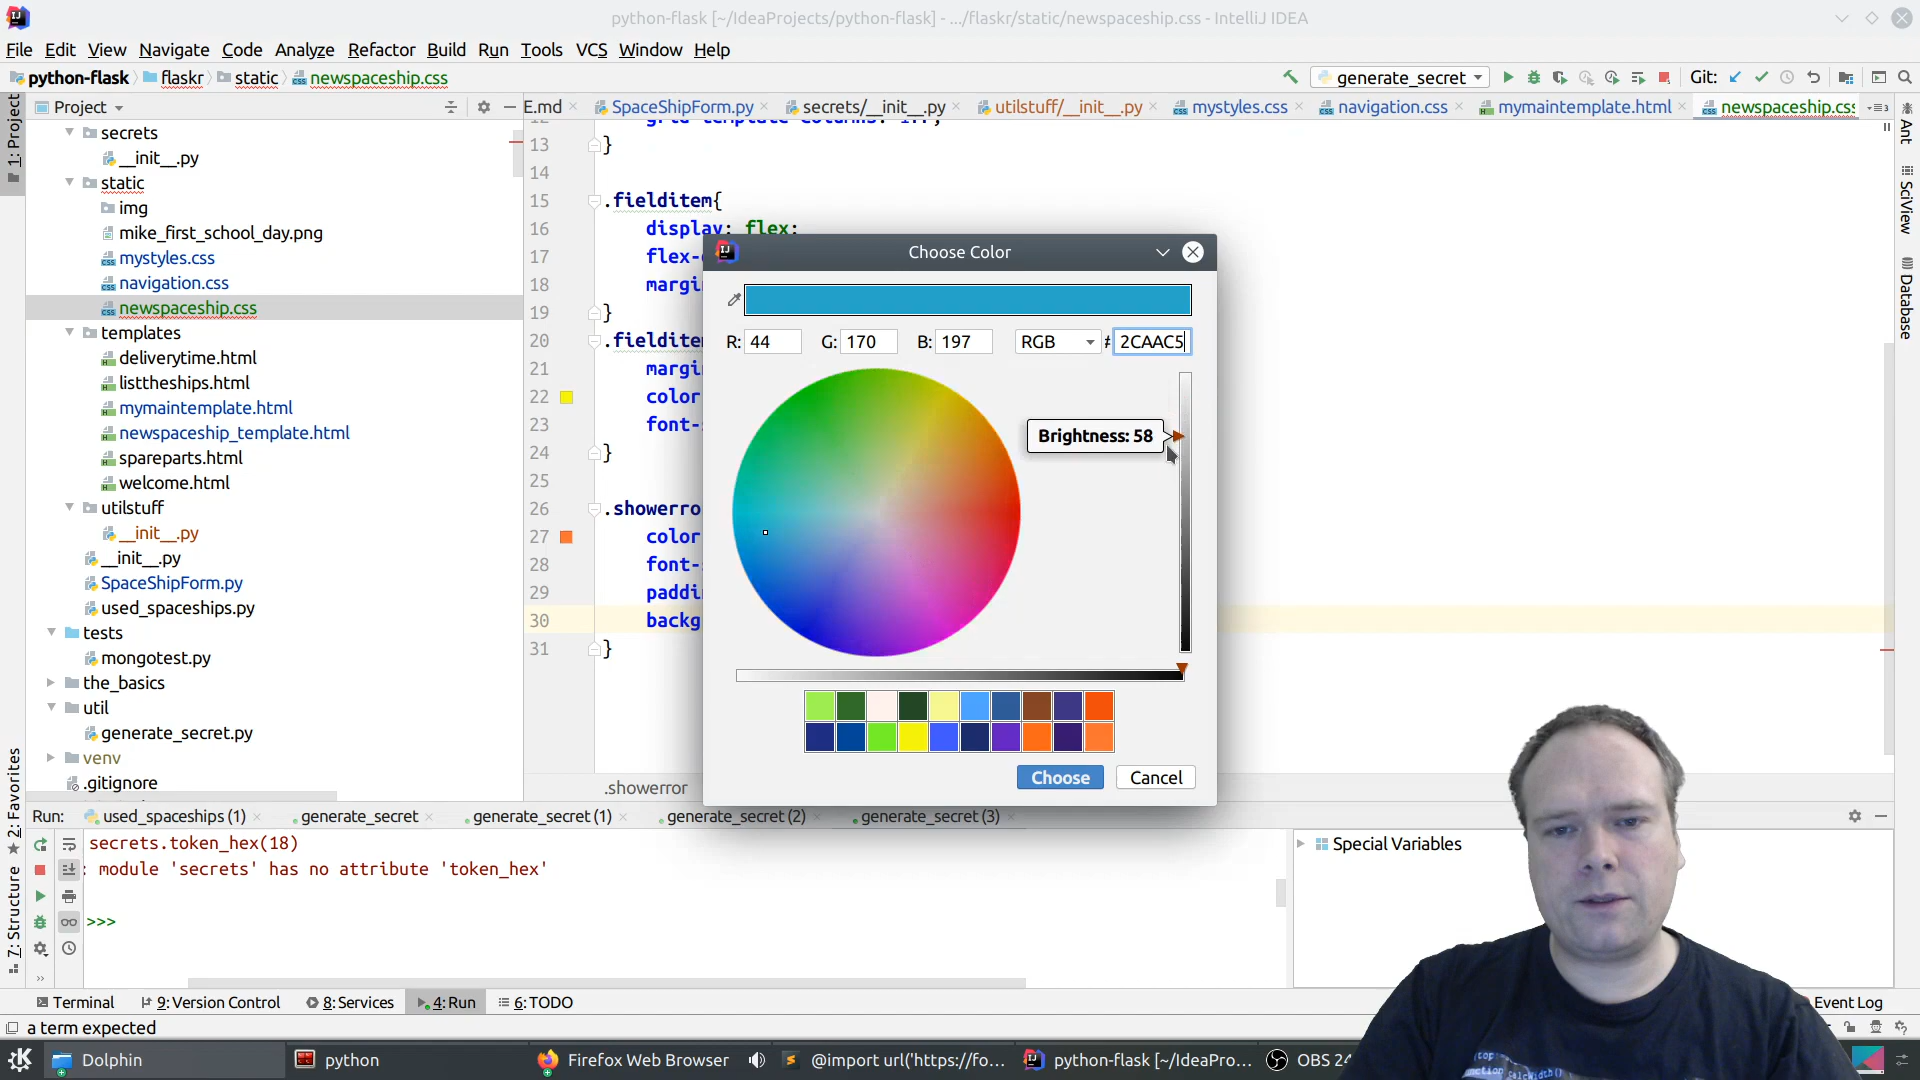 python-flask [~/IdeaProjects/python-flask] - .../flaskr/static/newspaceship.css - IntelliJ IDEA
File Edit View Navigate Code Analyze Refactor Build Run Tools VCS Window Help
python-flask flaskr static newspaceship.css generate_secret Git:
1: Project
Project
E.md SpaceShipForm.py secrets/__init__.py utilstuff/__init__.py mystyles.css navigation.css mymaintemplate.html newspaceship.css
Ant
SciView
Database
secrets
__init__.py
static
img
mike_first_school_day.png
mystyles.css
navigation.css
newspaceship.css
templates
deliverytime.html
listtheships.html
mymaintemplate.html
newspaceship_template.html
spareparts.html
welcome.html
utilstuff
__init__.py
__init__.py
SpaceShipForm.py
used_spaceships.py
tests
mongotest.py
the_basics
util
generate_secret.py
venv
.gitignore
13 }
14
15 .fielditem{
16 display: flex;
17 flex-
18 margi
19 }
20 .fielditem
21 margi
22 color
23 font-
24 }
25
26 .showerro
27 color
28 font-
29 paddi
30 backg
31 }
.showerror
Choose Color
R: 44 G: 170 B: 197 RGB # 2CAAC5
Brightness: 58
Choose Cancel
2: Favorites
7: Structure
Run: used_spaceships (1) generate_secret generate_secret (1) generate_secret (2) generate_secret (3)
secrets.token_hex(18)
: module 'secrets' has no attribute 'token_hex'
>>>
Special Variables
Terminal 9: Version Control 8: Services 4: Run 6: TODO Event Log
a term expected
Dolphin python Firefox Web Browser @import url('https://fo... python-flask [~/IdeaPro... OBS 24